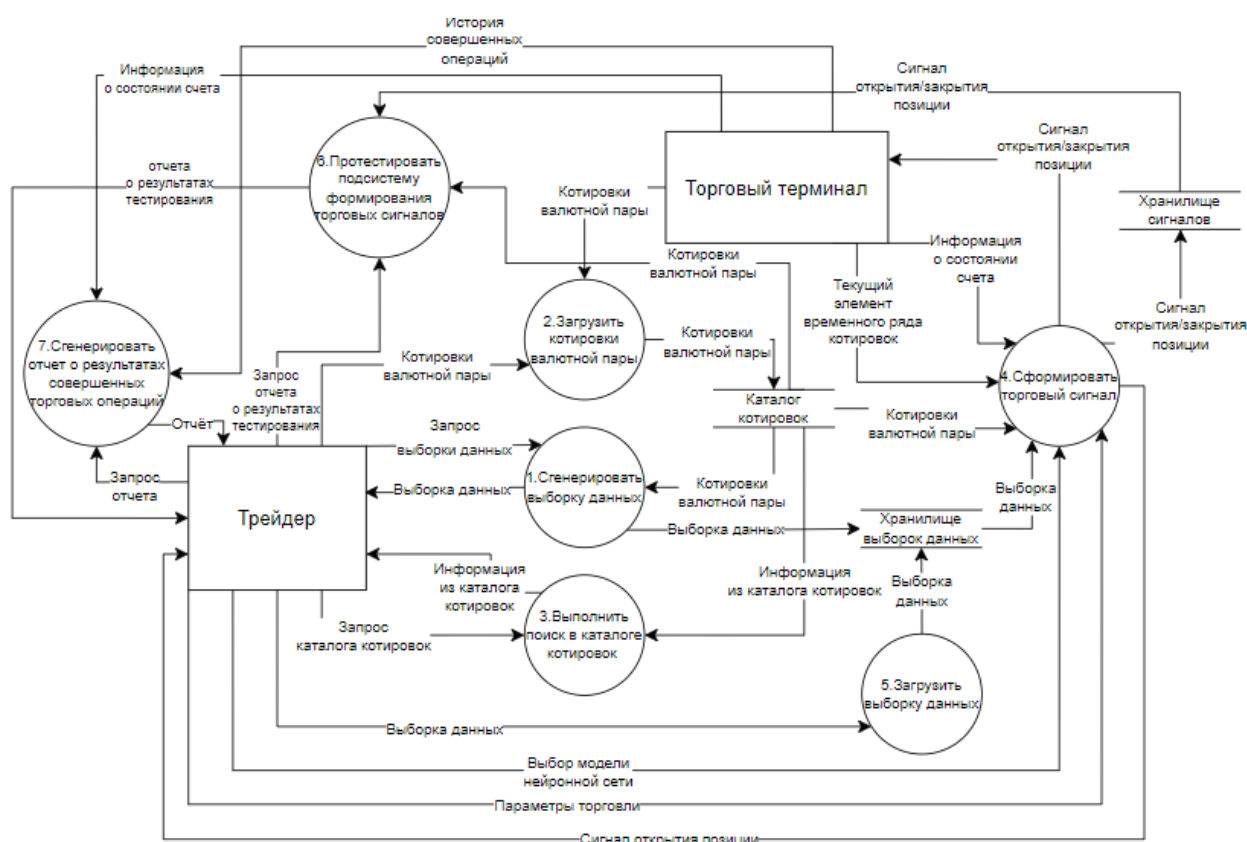 История
совершенных
операций
Информация
о состоянии счета
Сигнал
открытия/закрытия
позиции
6.Протестировать
подсистему
формирования
торговых сигналов
отчета
о результатах
тестирования
Торговый терминал
Сигнал
открытия/закрытия
позиции
Котировки
валютной пары
Хранилище
сигналов
Котировки
валютной пары
Информация
о состоянии
счета
Текущий
элемент
временного ряда
котировок
Сигнал
открытия/закрытия
позиции
2.Загрузить
котировки
валютной пары
Котировки
валютной пары
7.Сгенерировать
отчет о результатах
совершенных
торговых операций
Запрос
отчета
о результатах
тестирования
Котировки
валютной пары
4.Сформировать
торговый сигнал
Каталог
котировок
Котировки
валютной пары
Отчёт
Запрос
выборки данных
Запрос
отчета
Выборка данных
1.Сгенерировать
выборку данных
Котировки
валютной пары
Выборка
данных
Трейдер
Выборка данных
Хранилище
выборок данных
Информация
из каталога
котировок
Информация
из каталога котировок
Выборка
данных
Запрос
каталога котировок
3.Выполнить
поиск в каталоге
котировок
5.Загрузить
выборку данных
Выборка данных
Выбор модели
нейронной сети
Параметры торговли
Сигнал открытия позиции